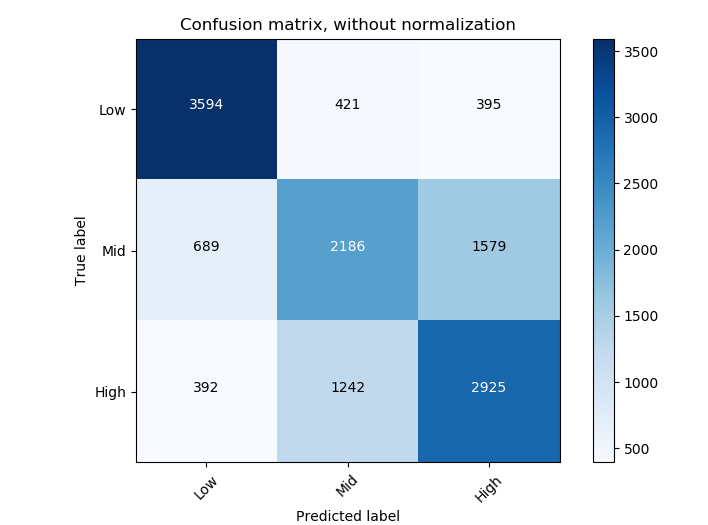 Confusion matrix, without normalization
3500
3594 421 395
Low
3000
2500
True label
Mid
689 2186 1579
2000
1500
392 1242 2925
High
1000
500
Low Mid High
Predicted label